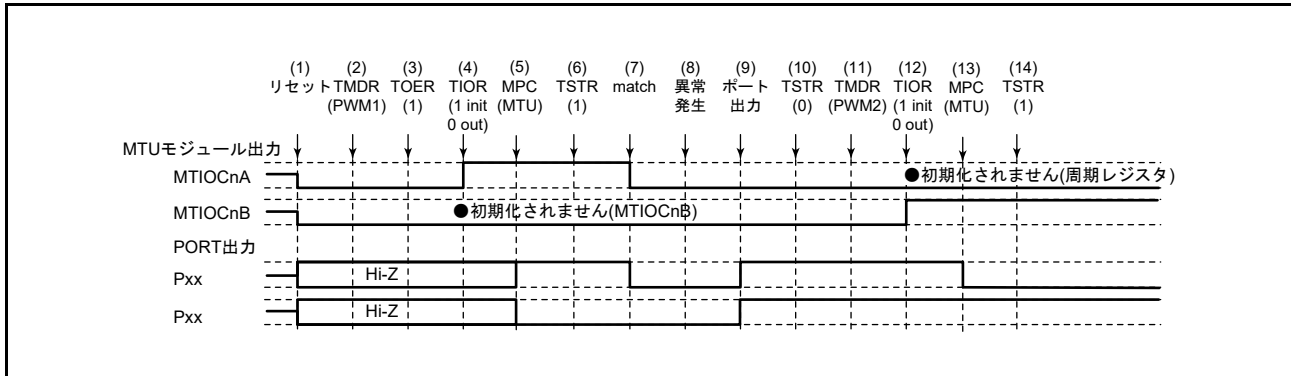 (1) (2) (3) (4) (5) (6) (7) (8) (9) (10) (11) (12) (13) (14)
リセット TMDR TOER TIOR MPC TSTR match 異常 ポート TSTR TMDR TIOR MPC TSTR
(PWM1) (1) (1 init (MTU) (1) 発生 出力 (0) (PWM2) (1 init (MTU) (1)
0 out) 0 out)
MTUモジュール出力
MTIOCnA ●初期化されません(周期レジスタ)
MTIOCnB ●初期化されません(MTIOCnB)
PORT出力
Pxx Hi-Z
Pxx Hi-Z